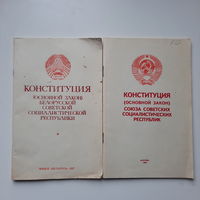 КОНСТИТУЦИЯ
(ОСНОВНОЙ ЗАКОН)
БЕЛОРУССКОЙ
СОВЕТСКОЙ
СОЦИАЛИСТИЧЕСКОЙ
РЕСПУБЛИКИ
КОНСТИТУЦИЯ
(ОСНОВНОЙ ЗАКОН)
СОЮЗА СОВЕТСКИХ
СОЦИАЛИСТИЧЕСКИХ
РЕСПУБЛИК